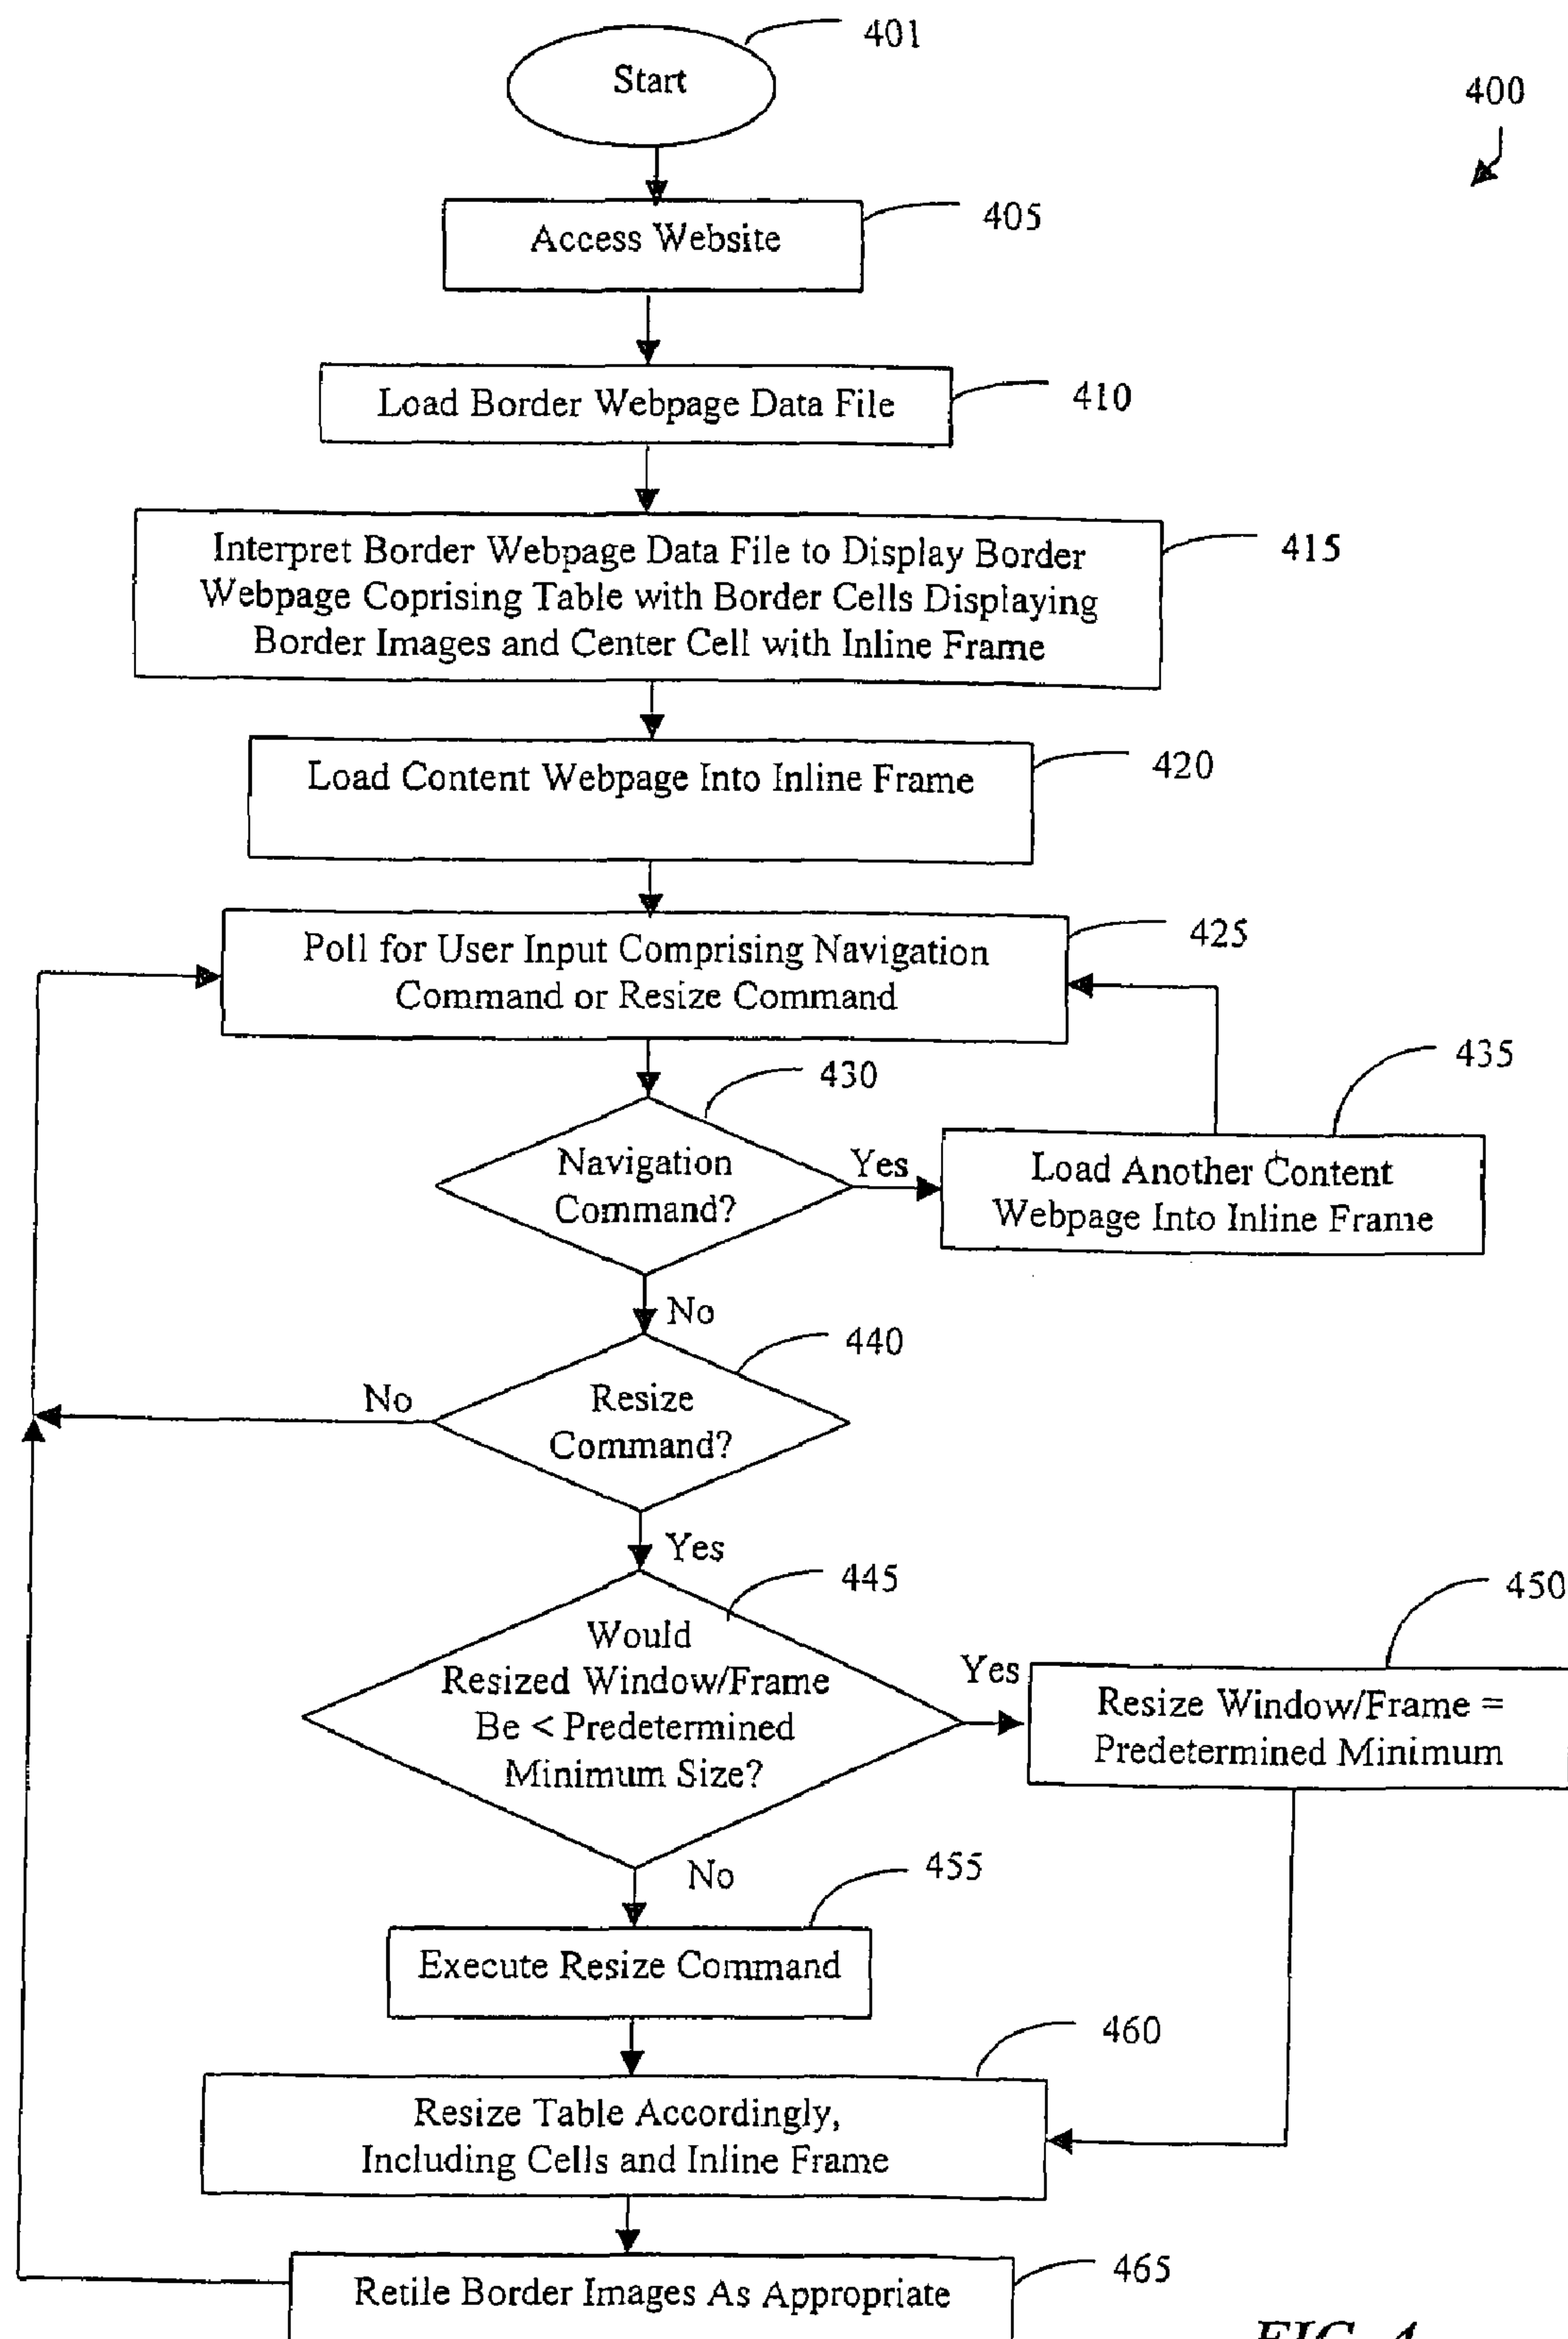 401
Start
400
405
Access Website
410
Load Border Webpage Data File
415
Interpret Border Webpage Data File to Display Border
Webpage Coprising Table with Border Cells Displaying
Border Images and Center Cell with Inline Frame
420
Load Content Webpage Into Inline Frame
425
Poll for User Input Comprising Navigation
Command or Resize Command
430
435
Navigation
Command?
Yes
Load Another Content
Webpage Into Inline Frame
No
440
Resize
Command?
No
Yes
445
450
Would
Resized Window/Frame
Be < Predetermined
Minimum Size?
Yes
Resize Window/Frame =
Predetermined Minimum
No
455
Execute Resize Command
460
Resize Table Accordingly,
Including Cells and Inline Frame
465
Retile Border Images As Appropriate
FIG. 4